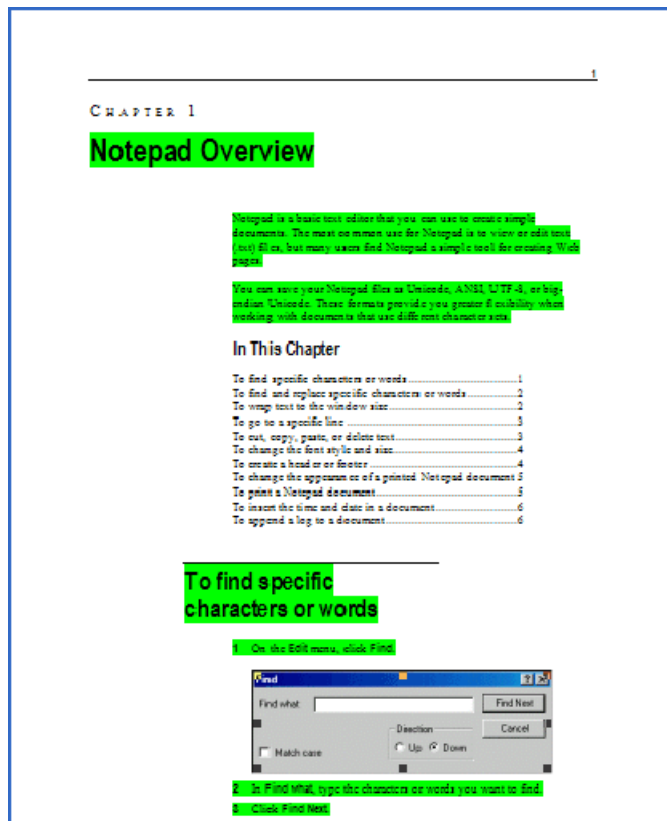 1
CHAPTER 1
Notepad Overview
Notepad is a basic text editor that you can use to create simple
documents. The most common use for Notepad is to view or edit text
(.txt) files, but many users find Notepad a simple tool for creating Web
pages.
You can save your Notepad files as Unicode, ANSI, UTF-8, or big-
endian Unicode. These formats provide you greater flexibility when
working with documents that use different character sets.
In This Chapter
To find specific characters or words 1
To find and replace specific characters or words 2
To wrap text to the window size 2
To go to a specific line 3
To cut, copy, paste, or delete text 3
To change the font style and size 4
To create a header or footer 4
To change the appearance of a printed Notepad document 5
To print a Notepad document 5
To insert the time and date in a document 6
To append a log to a document 6
To find specific
characters or words
1 On the Edit menu, click Find.
Find
Find what: Find Next
Direction Cancel
Match case Up Down
2 In Find what, type the characters or words you want to find.
3 Click Find Next.